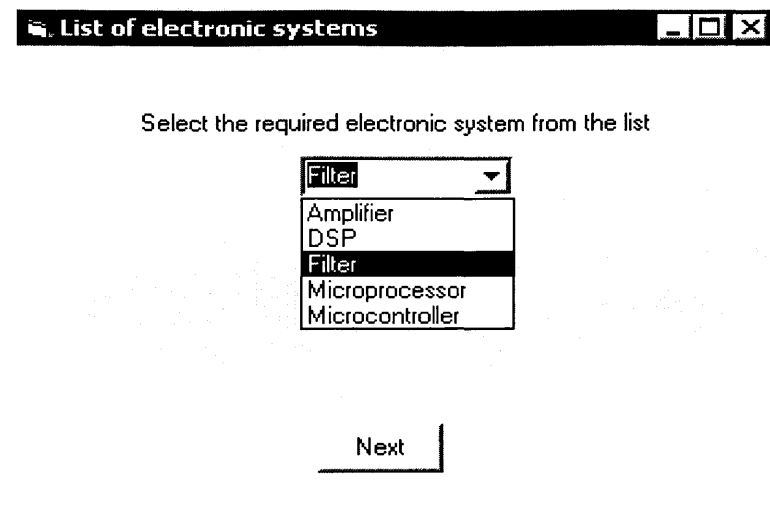 List of electronic systems
Select the required electronic system from the list
Filter
Amplifier
DSP
Filter
Microprocessor
Microcontroller
Next